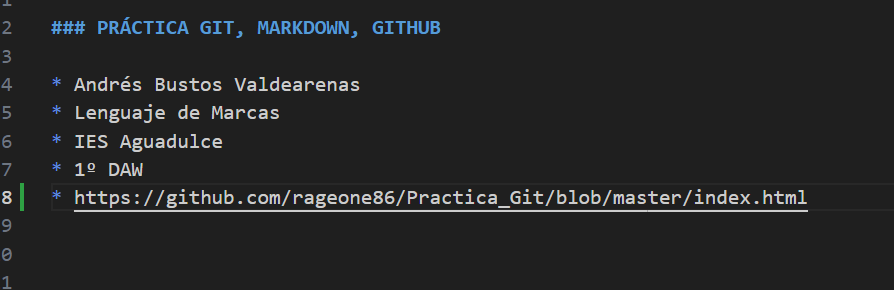 1
2 ### PRÁCTICA GIT, MARKDOWN, GITHUB
3
4 * Andrés Bustos Valdearenas
5 * Lenguaje de Marcas
6 * IES Aguadulce
7 * 1º DAW
8 * https://github.com/rageone86/Practica_Git/blob/master/index.html
9
0
1